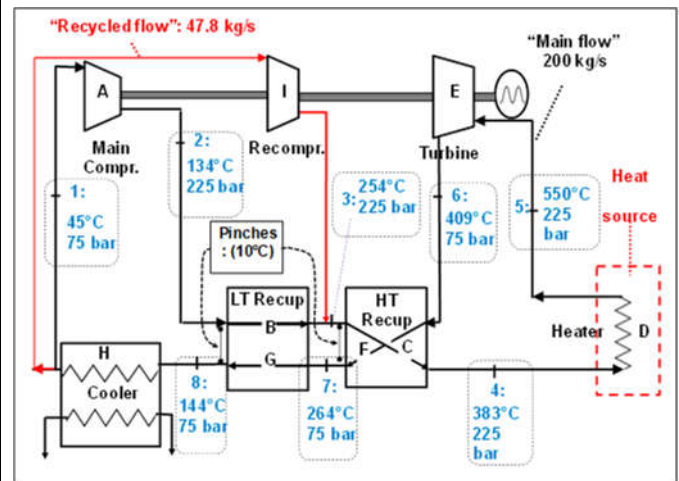 “Recycled flow”: 47.8 kg/s
“Main flow”
200 kg/s
A
I
E
Main
Compr.
2:
134°C
225 bar
Recompr.
Turbine
1:
45°C
75 bar
3:
254°C
225 bar
6:
409°C
75 bar
5:
550°C
225
bar
Heat
source
Pinches
: (10°C)
LT Recup
B
G
HT
Recup
F
C
Heater
D
H
Cooler
8:
144°C
75 bar
7:
264°C
75 bar
4:
383°C
225
bar